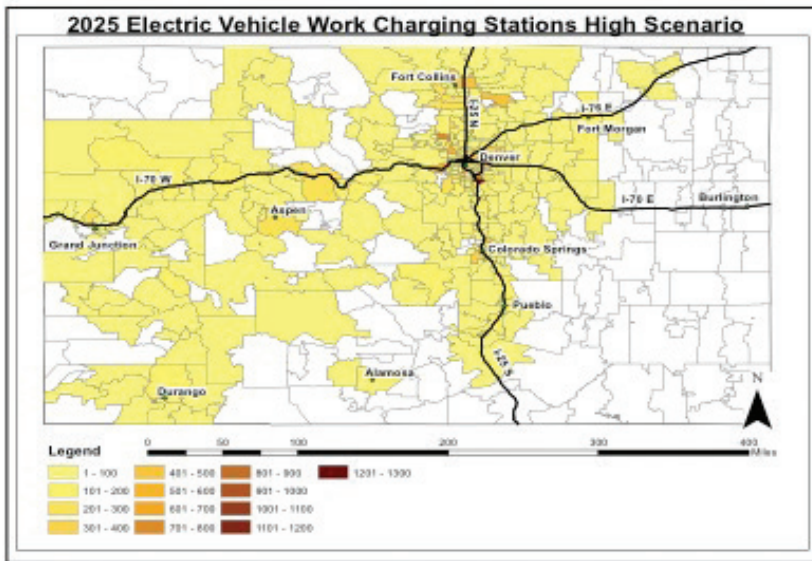 2025 Electric Vehicle Work Charging Stations High Scenario
Fort Collins
I-25 N
I-76 E
Fort Morgan
Denver
I-70 W
I-70 E
Burlington
Aspen
Grand Junction
Colorado Springs
Pueblo
I-25 S
Alamosa
Durango
N
Legend
0 50 100 200 300 400
Miles
1 - 100 401 - 500 801 - 900 1201 - 1300
101 - 200 501 - 600 901 - 1000
201 - 300 601 - 700 1001 - 1100
301 - 400 701 - 800 1101 - 1200